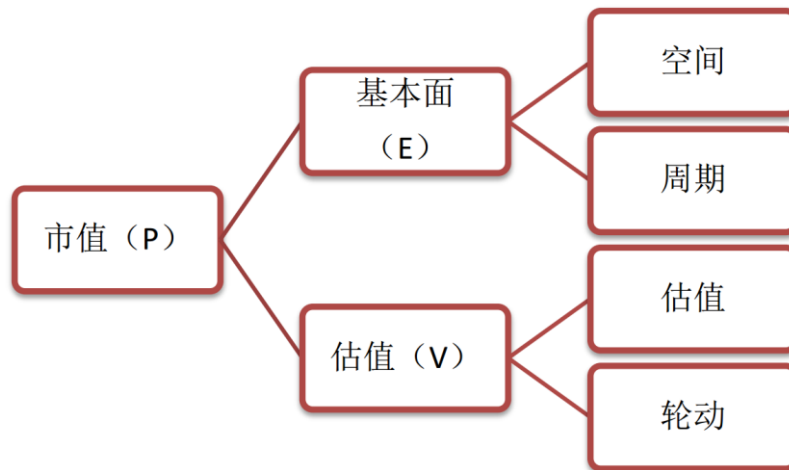 空间
基本面
（E）
周期
市值（P）
估值
估值（V）
轮动